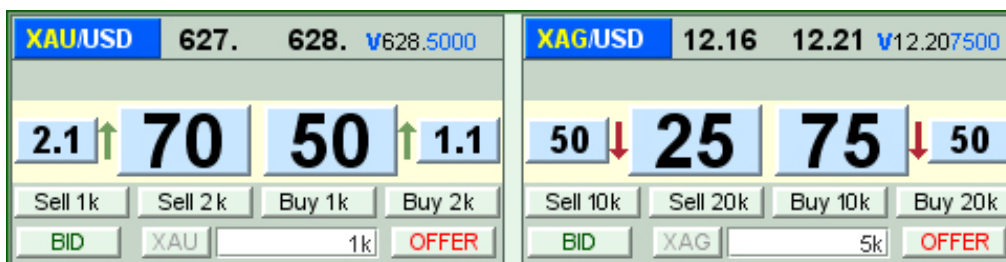 XAU/USD 627. 628. V628.5000
2.1 70 50 1.1
Sell 1k Sell 2k Buy 1k Buy 2k
BID XAU 1k OFFER
XAG/USD 12.16 12.21 V12.207500
50 25 75 50
Sell 10k Sell 20k Buy 10k Buy 20k
BID XAG 5k OFFER